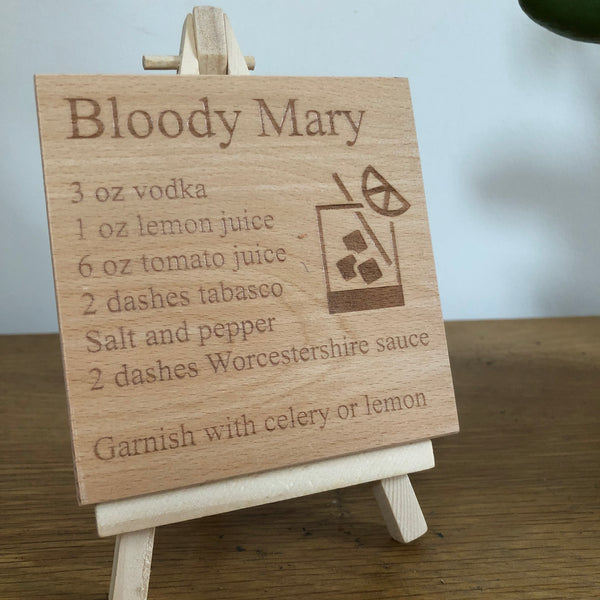 Bloody Mary
3 oz vodka
1 oz lemon juice
6 oz tomato juice
2 dashes tabasco
Salt and pepper
2 dashes Worcestershire sauce
Garnish with celery or lemon